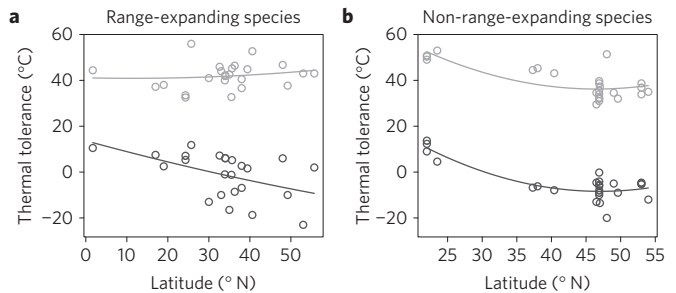 a Range-expanding species
60
40
20
0
−20
Thermal tolerance (°C)
0 10 20 30 40 50
Latitude (° N)
b Non-range-expanding species
60
40
20
0
−20
Thermal tolerance (°C)
25 30 35 40 45 50 55
Latitude (° N)